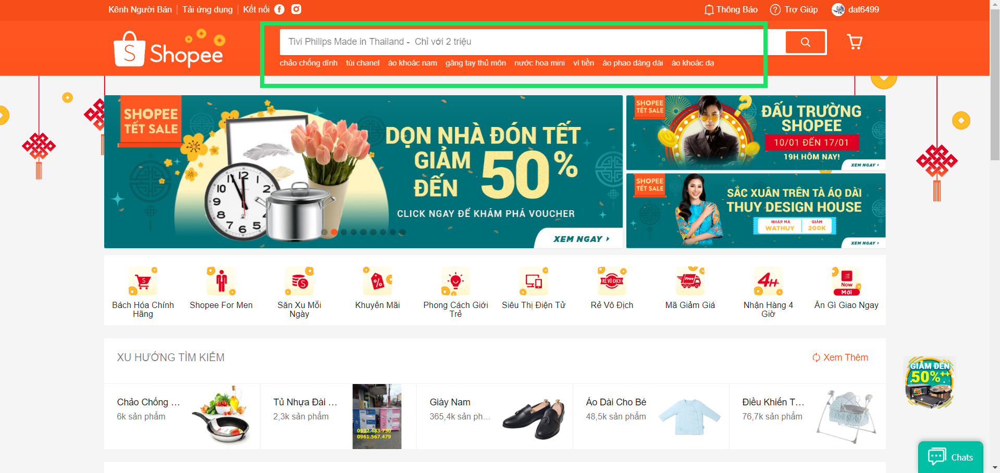 Kênh Người Bán
Tải ứng dụng
Kết nối
Thông Báo
Trợ Giúp
dat6499
Shopee
Tivi Philips Made in Thailand - Chỉ với 2 triệu
chảo chống dính
túi chanel
áo khoác nam
găng tay thủ môn
nước hoa mini
ví tiền
áo phao dáng dài
áo khoác dạ
SHOPEE
TẾT SALE
DỌN NHÀ ĐÓN TẾT
GIẢM
ĐẾN
50%
CLICK NGAY ĐỂ KHÁM PHÁ VOUCHER
XEM NGAY
SHOPEE
TẾT SALE
ĐẤU TRƯỜNG
SHOPEE
10/01 ĐẾN 17/01
19H HÔM NAY!
XEM NGAY
SHOPEE
TẾT SALE
SẮC XUÂN TRÊN TÀ ÁO DÀI
THUY DESIGN HOUSE
NHẬP MÃ
WATHUY
GIẢM
200K
XEM NGAY
RẺ VÔ ĐỊCH
Free
4H
Now
Mới
Bách Hóa Chính
Hãng
Shopee For Men
Săn Xu Mỗi
Ngày
Khuyến Mãi
Phong Cách Giới
Trẻ
Siêu Thị Điện Tử
Rẻ Vô Địch
Mã Giảm Giá
Nhận Hàng 4
Giờ
Ăn Gì Giao Ngay
XU HƯỚNG TÌM KIẾM
Xem Thêm
GIẢM ĐẾN
50%++
Chảo Chống ...
6k sản phẩm
Tủ Nhựa Đài ...
2,3k sản phẩm
0932.483.730
0961.567.479
Giày Nam
365,4k sản ph...
Áo Dài Cho Bé
48,5k sản phẩm
Điều Khiển T...
76,7k sản phẩm
Chats